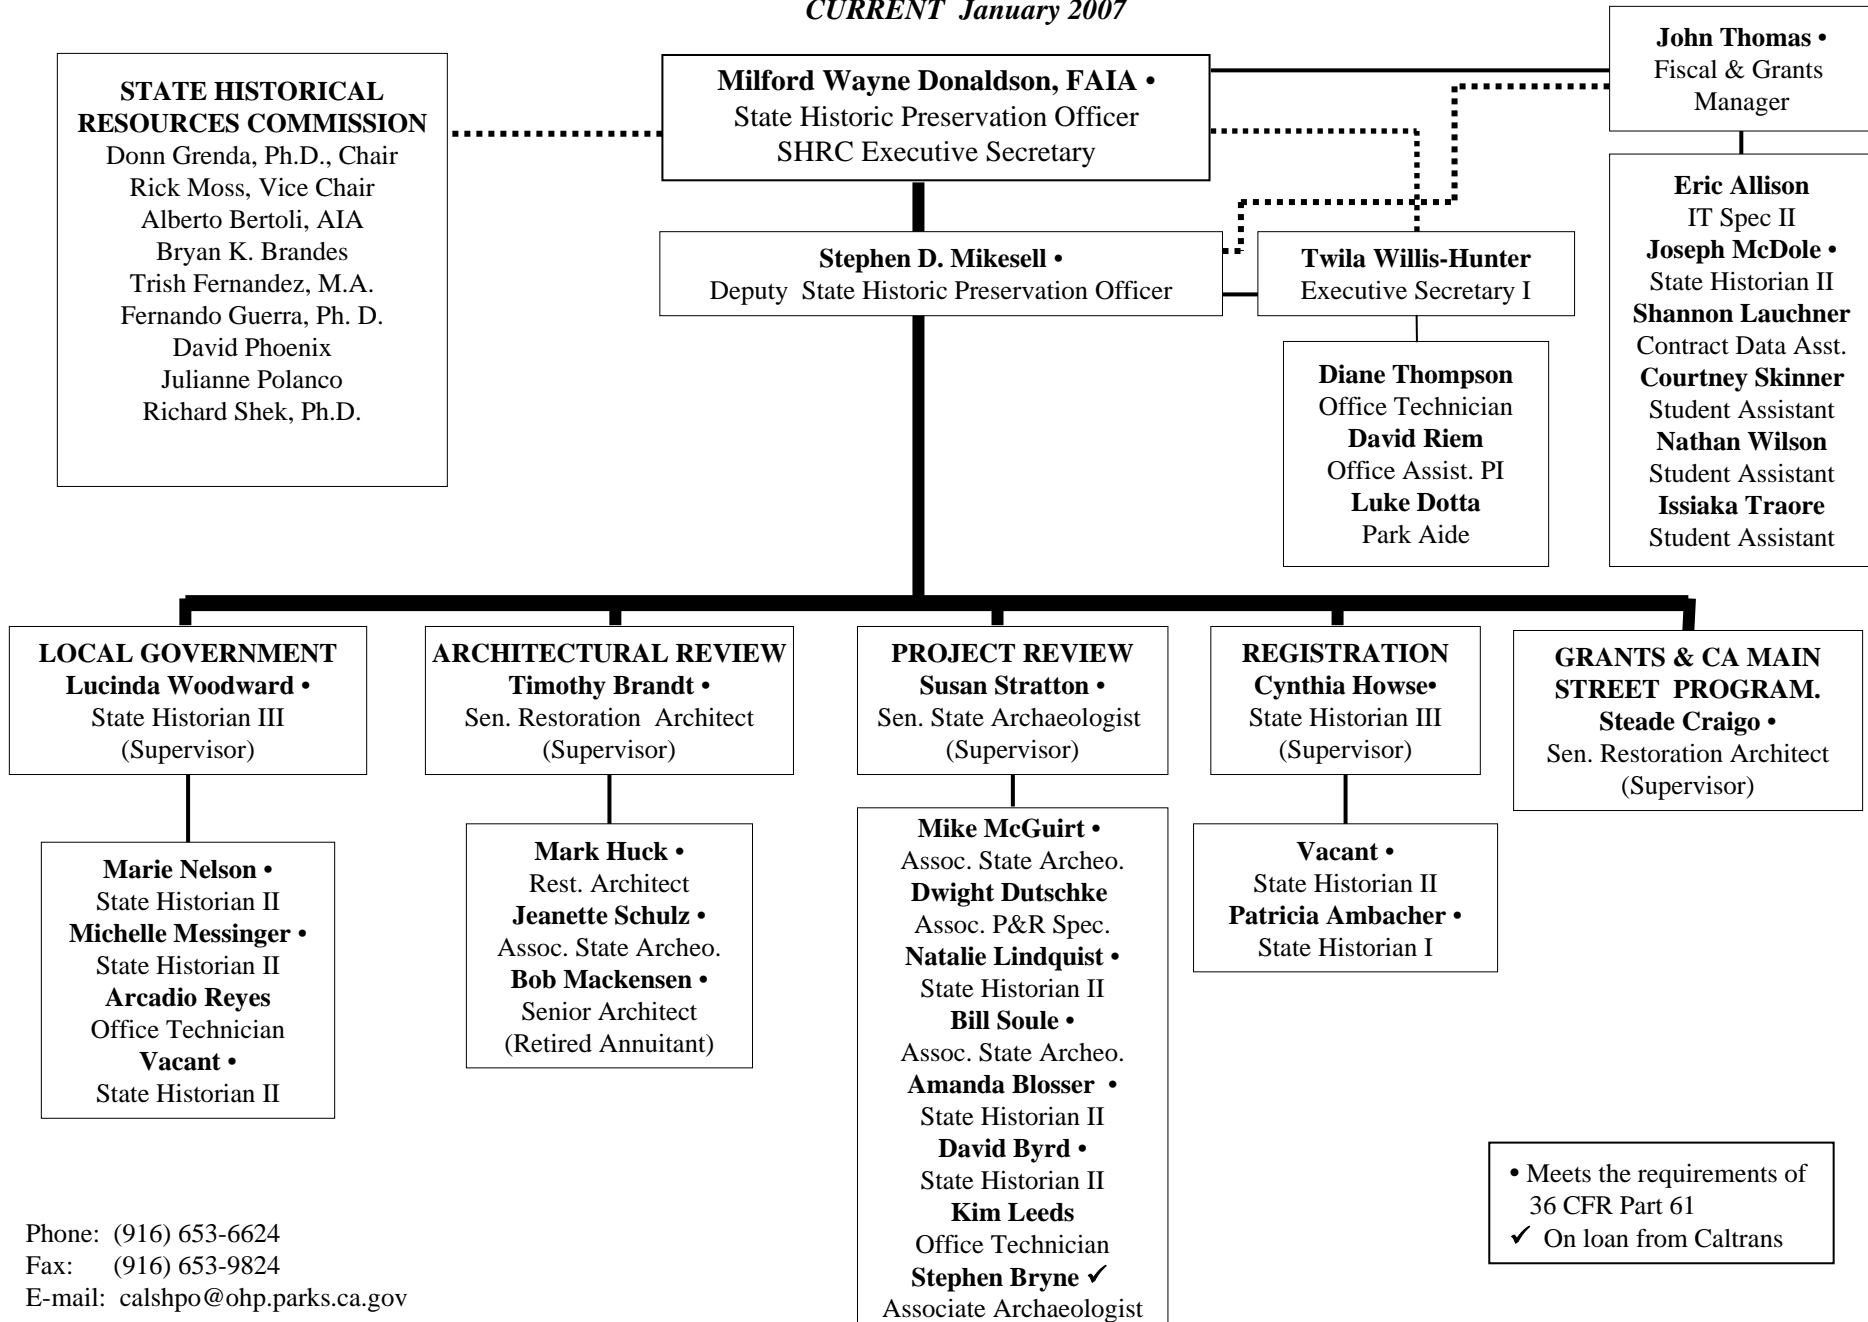 CURRENT January 2007
STATE HISTORICAL
RESOURCES COMMISSION
Donn Grenda, Ph.D., Chair
Rick Moss, Vice Chair
Alberto Bertoli, AIA
Bryan K. Brandes
Trish Fernandez, M.A.
Fernando Guerra, Ph. D.
David Phoenix
Julianne Polanco
Richard Shek, Ph.D.
Milford Wayne Donaldson, FAIA •
State Historic Preservation Officer
SHRC Executive Secretary
John Thomas •
Fiscal & Grants
Manager
Eric Allison
IT Spec II
Joseph McDole •
State Historian II
Shannon Lauchner
Contract Data Asst.
Courtney Skinner
Student Assistant
Nathan Wilson
Student Assistant
Issiaka Traore
Student Assistant
Stephen D. Mikesell •
Deputy State Historic Preservation Officer
Twila Willis-Hunter
Executive Secretary I
Diane Thompson
Office Technician
David Riem
Office Assist. PI
Luke Dotta
Park Aide
LOCAL GOVERNMENT
Lucinda Woodward •
State Historian III
(Supervisor)
Marie Nelson •
State Historian II
Michelle Messinger •
State Historian II
Arcadio Reyes
Office Technician
Vacant •
State Historian II
ARCHITECTURAL REVIEW
Timothy Brandt •
Sen. Restoration Architect
(Supervisor)
Mark Huck •
Rest. Architect
Jeanette Schulz •
Assoc. State Archeo.
Bob Mackensen •
Senior Architect
(Retired Annuitant)
PROJECT REVIEW
Susan Stratton •
Sen. State Archaeologist
(Supervisor)
Mike McGuirt •
Assoc. State Archeo.
Dwight Dutschke
Assoc. P&R Spec.
Natalie Lindquist •
State Historian II
Bill Soule •
Assoc. State Archeo.
Amanda Blosser •
State Historian II
David Byrd •
State Historian II
Kim Leeds
Office Technician
Stephen Bryne ✓
Associate Archaeologist
REGISTRATION
Cynthia Howse•
State Historian III
(Supervisor)
Vacant •
State Historian II
Patricia Ambacher •
State Historian I
GRANTS & CA MAIN
STREET PROGRAM.
Steade Craigo •
Sen. Restoration Architect
(Supervisor)
• Meets the requirements of
36 CFR Part 61
✓ On loan from Caltrans
Phone: (916) 653-6624
Fax: (916) 653-9824
E-mail: calshpo@ohp.parks.ca.gov